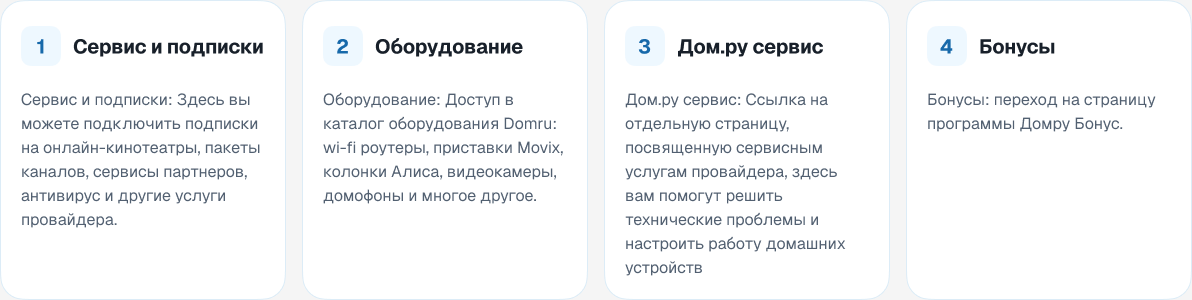 1 Сервис и подписки
Сервис и подписки: Здесь вы
можете подключить подписки
на онлайн-кинотеатры, пакеты
каналов, сервисы партнеров,
антивирус и другие услуги
провайдера.
2 Оборудование
Оборудование: Доступ в
каталог оборудования Domru:
wi-fi роутеры, приставки Movix,
колонки Алиса, видеокамеры,
домофоны и многое другое.
3 Дом.ру сервис
Дом.ру сервис: Ссылка на
отдельную страницу,
посвященную сервисным
услугам провайдера, здесь
вам помогут решить
технические проблемы и
настроить работу домашних
устройств
4 Бонусы
Бонусы: переход на страницу
программы Домру Бонус.